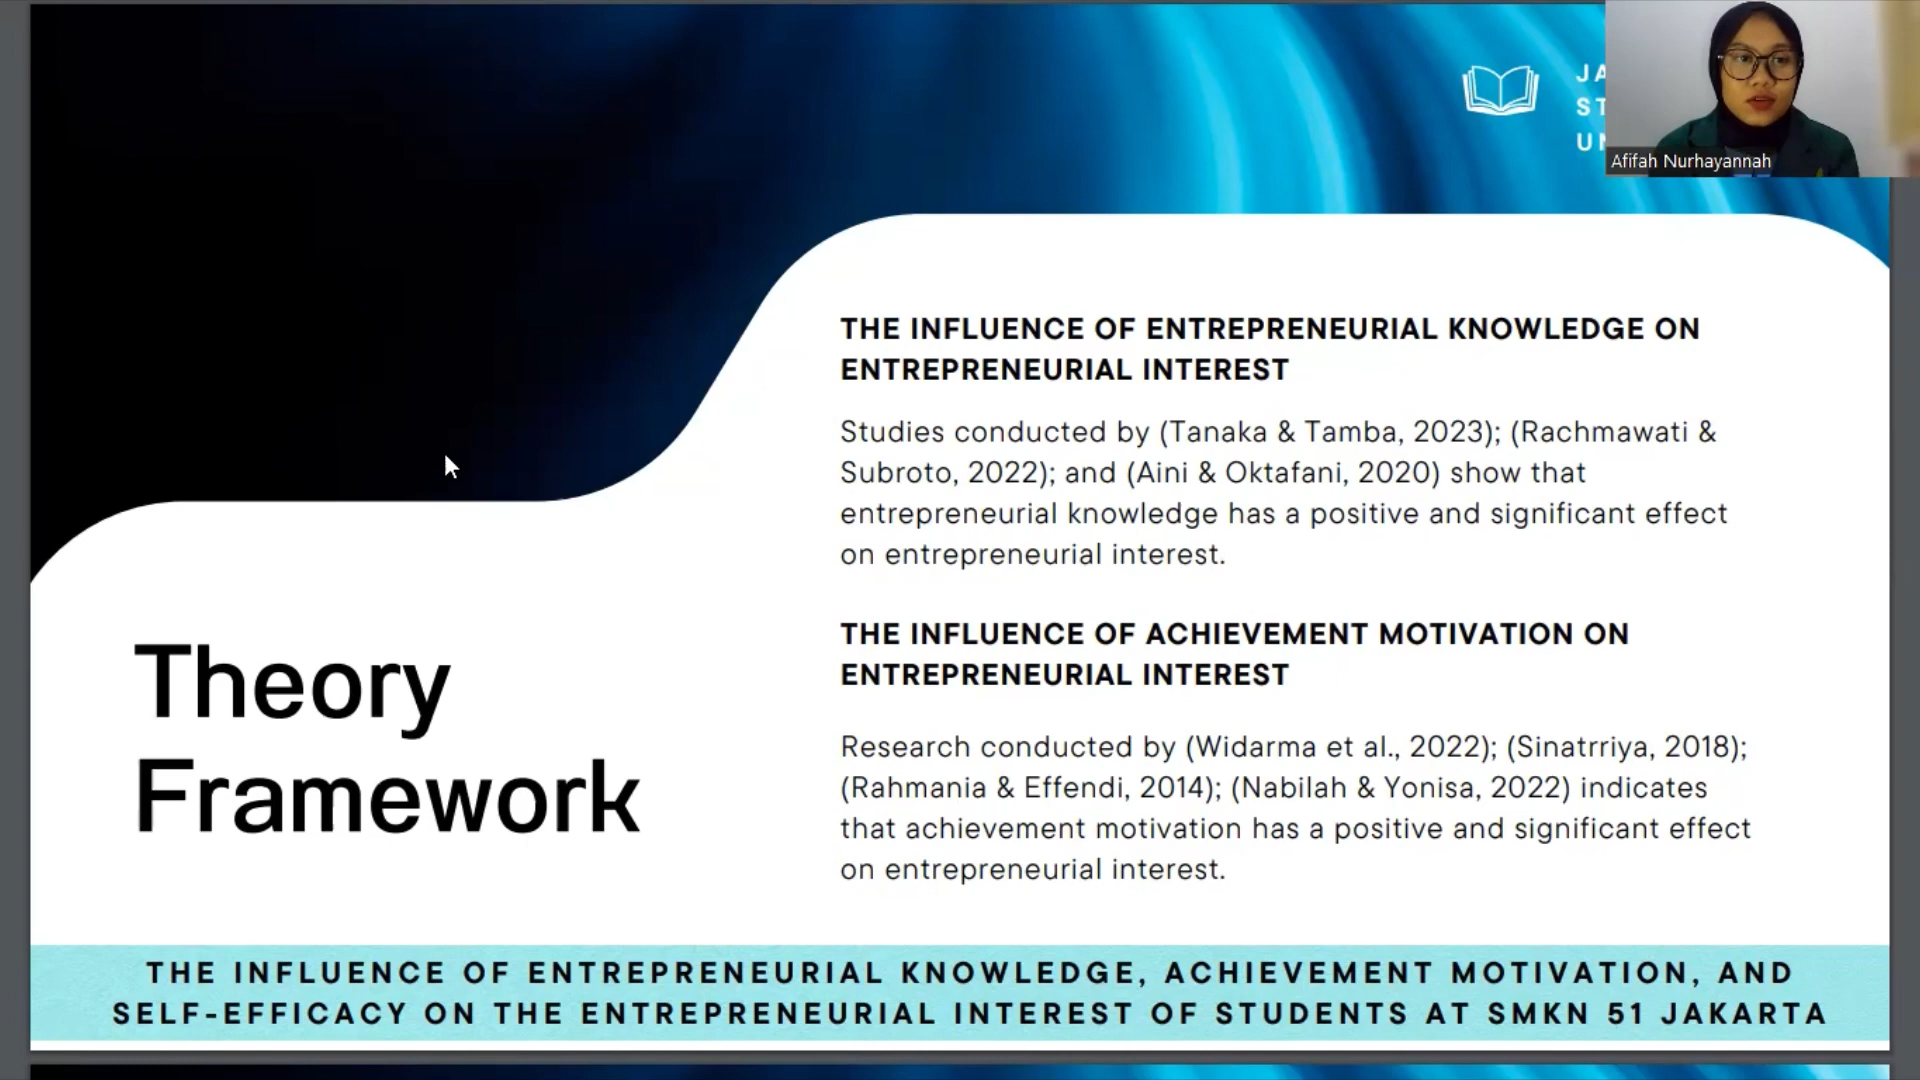 Afifah Nurhayannah
THE INFLUENCE OF ENTREPRENEURIAL KNOWLEDGE ON
ENTREPRENEURIAL INTEREST
Studies conducted by (Tanaka & Tamba, 2023); (Rachmawati &
Subroto, 2022); and (Aini & Oktafani, 2020) show that
entrepreneurial knowledge has a positive and significant effect
on entrepreneurial interest.
THE INFLUENCE OF ACHIEVEMENT MOTIVATION ON
ENTREPRENEURIAL INTEREST
Research conducted by (Widarma et al., 2022); (Sinatrriya, 2018);
(Rahmania & Effendi, 2014); (Nabilah & Yonisa, 2022) indicates
that achievement motivation has a positive and significant effect
on entrepreneurial interest.
Theory
Framework
THE INFLUENCE OF ENTREPRENEURIAL KNOWLEDGE, ACHIEVEMENT MOTIVATION, AND
SELF-EFFICACY ON THE ENTREPRENEURIAL INTEREST OF STUDENTS AT SMKN 51 JAKARTA